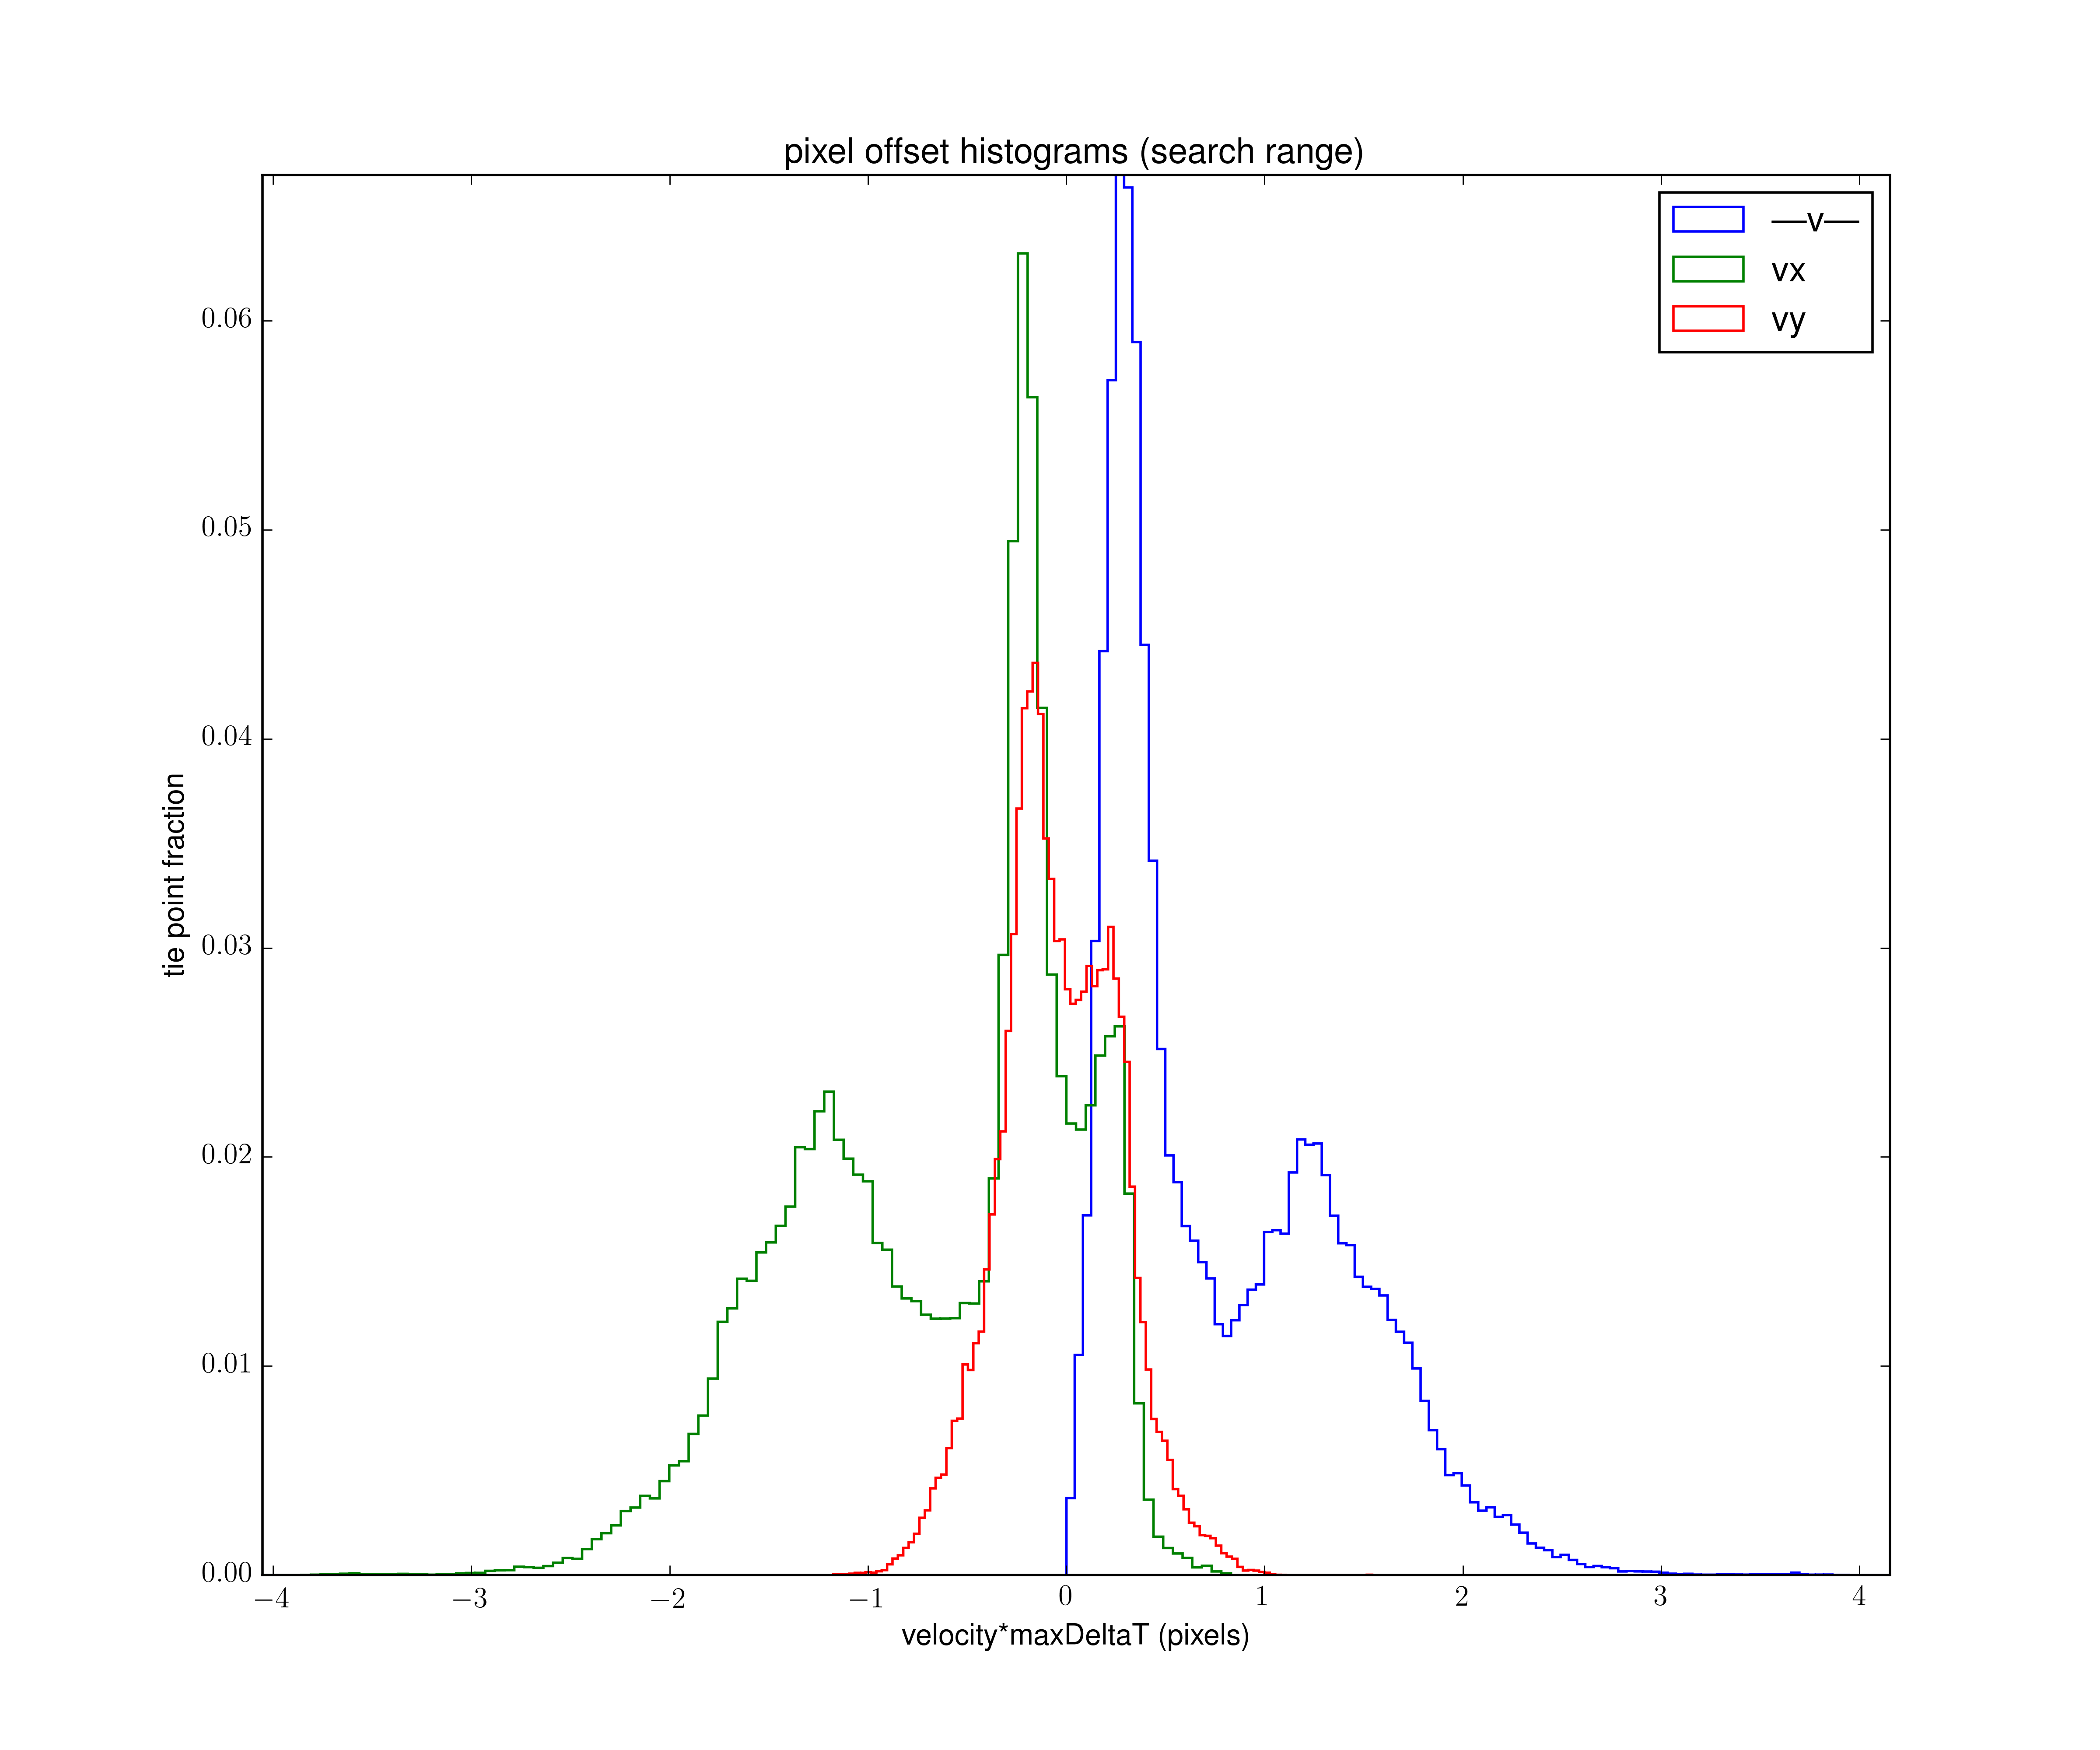 pixel offset histograms (search range)
—v—
vx
vy
0.06
0.05
0.04
0.03
0.02
0.01
0.00
tie point fraction
−4 −3 −2 −1 0 1 2 3 4
velocity*maxDeltaT (pixels)